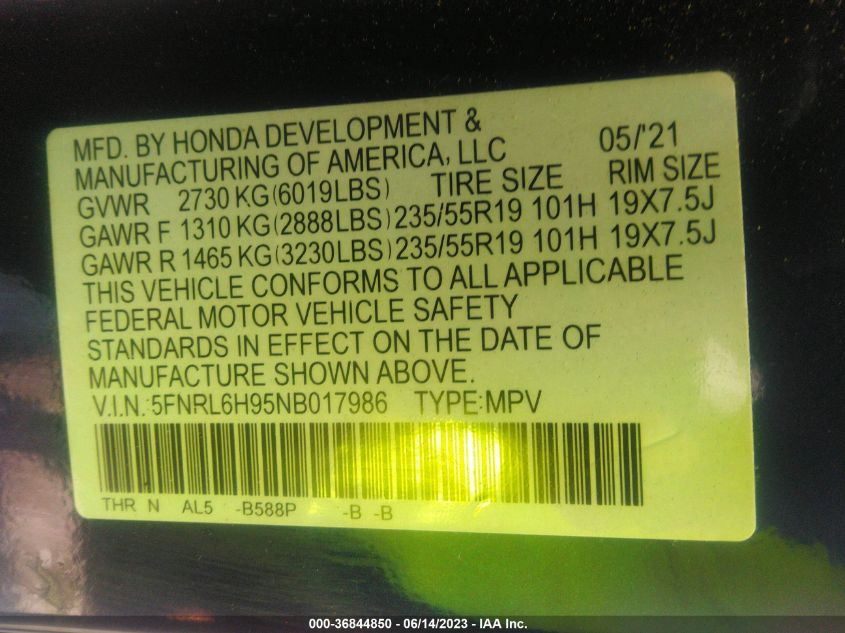 MFD. BY HONDA DEVELOPMENT &
MANUFACTURING OF AMERICA, LLC 05/'21
GVWR 2730 KG(6019LBS) TIRE SIZE RIM SIZE
GAWR F 1310 KG(2888LBS) 235/55R19 101H 19X7.5J
GAWR R 1465 KG(3230LBS) 235/55R19 101H 19X7.5J
THIS VEHICLE CONFORMS TO ALL APPLICABLE
FEDERAL MOTOR VEHICLE SAFETY
STANDARDS IN EFFECT ON THE DATE OF
MANUFACTURE SHOWN ABOVE.
V.I.N.:5FNRL6H95NB017986 TYPE:MPV
THR N AL5 -B588P -B -B
000-36844850 - 06/14/2023 - IAA Inc.